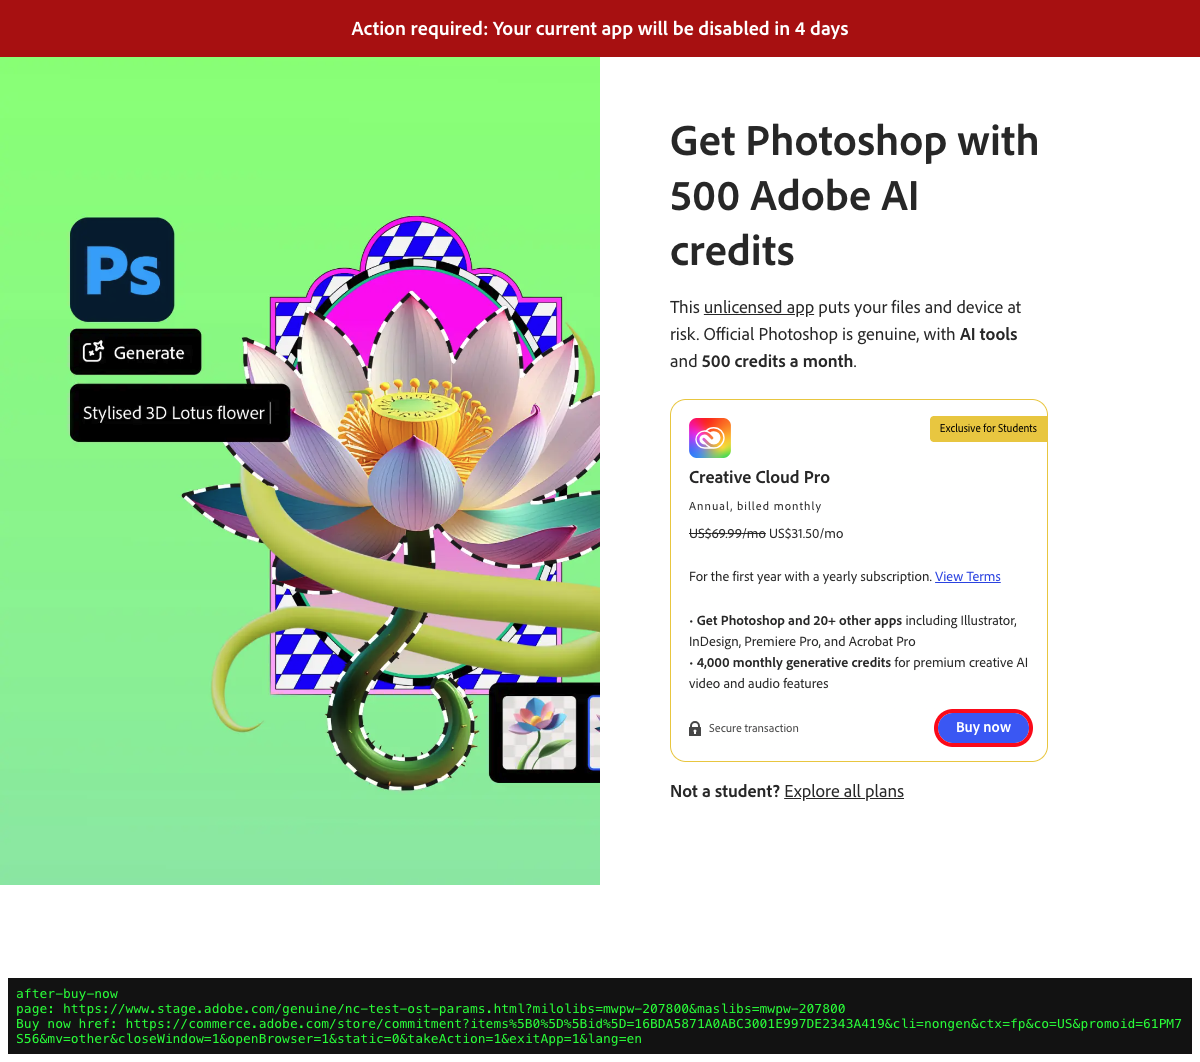 Action required: Your current app will be disabled in 4 days
Ps
Generate
Stylised 3D Lotus flower
Get Photoshop with
500 Adobe AI
credits
This unlicensed app puts your files and device at
risk. Official Photoshop is genuine, with AI tools
and 500 credits a month.
Exclusive for Students
Creative Cloud Pro
Annual, billed monthly
US$69.99/mo US$31.50/mo
For the first year with a yearly subscription. View Terms
• Get Photoshop and 20+ other apps including Illustrator,
InDesign, Premiere Pro, and Acrobat Pro
• 4,000 monthly generative credits for premium creative AI
video and audio features
Secure transaction
Buy now
Not a student? Explore all plans
after-buy-now
page: https://www.stage.adobe.com/genuine/nc-test-ost-params.html?milolibs=mwpw-207800&maslibs=mwpw-207800
Buy now href: https://commerce.adobe.com/store/commitment?items%5B0%5D%5Bid%5D=16BDA5871A0ABC3001E997DE2343A419&cli=nongen&ctx=fp&co=US&promoid=61PM7
S56&mv=other&closeWindow=1&openBrowser=1&static=0&takeAction=1&exitApp=1&lang=en